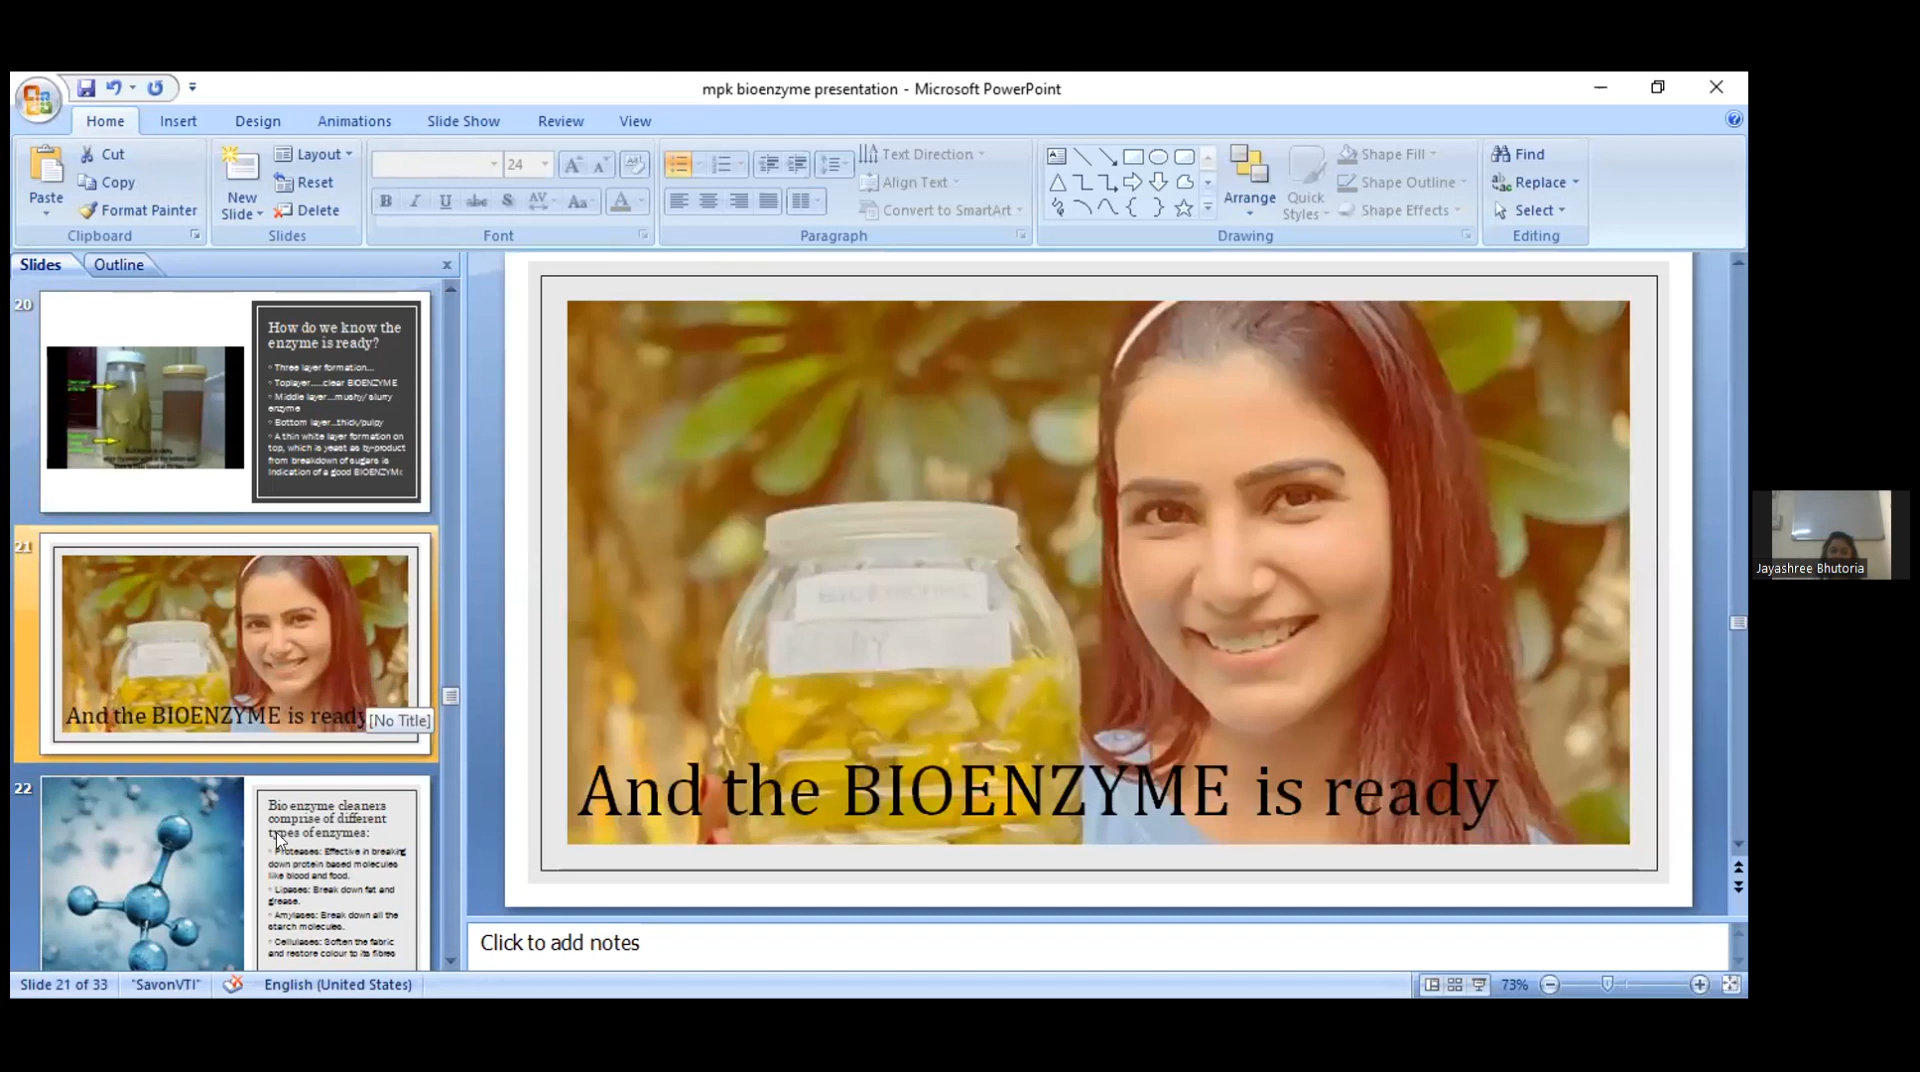 mpk bioenzyme presentation - Microsoft PowerPoint
Home Insert Design Animations Slide Show Review View
Paste
Cut
Copy
Format Painter
Clipboard
New
Slide
Layout
Reset
Delete
Slides
24
B I U abc S AV Aa A
Font
Text Direction
Align Text
Convert to SmartArt
Paragraph
Arrange
Quick
Styles
Shape Fill
Shape Outline
Shape Effects
Drawing
Find
Replace
Select
Editing
Slides Outline x
20
How do we know the
enzyme is ready?
Three layer formation...
Toplayer.....clear BIOENZYME
Middle layer...mushy/slurry
enzyme
Bottom layer..thick/pulpy
A thin white layer formation on
top, which is yeast as by-product
from breakdown of sugars is
indication of a good BIOENZYME
21
And the BIOENZYME is ready
[No Title]
22
Bio enzyme cleaners
comprise of different
types of enzymes:
Proteases: Effective in breaking
down protein based molecules
like blood and food.
Lipases: Break down fat and
grease.
Amylases: Break down all the
starch molecules.
Cellulases: Soften the fabric
and restore colour to its fibres
BIOENZYME
And the BIOENZYME is ready
Click to add notes
Slide 21 of 33 "SavonVTI" English (United States) 73%
Jayashree Bhutoria